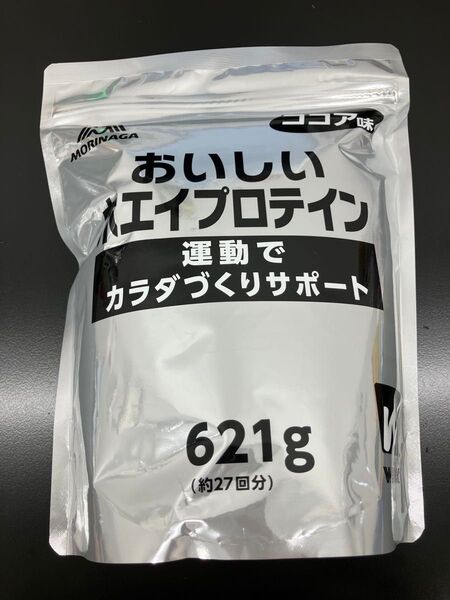 ココア味
MORINAGA
おいしい
ホエイプロテイン
運動で
カラダづくりサポート
621g
(約27回分)